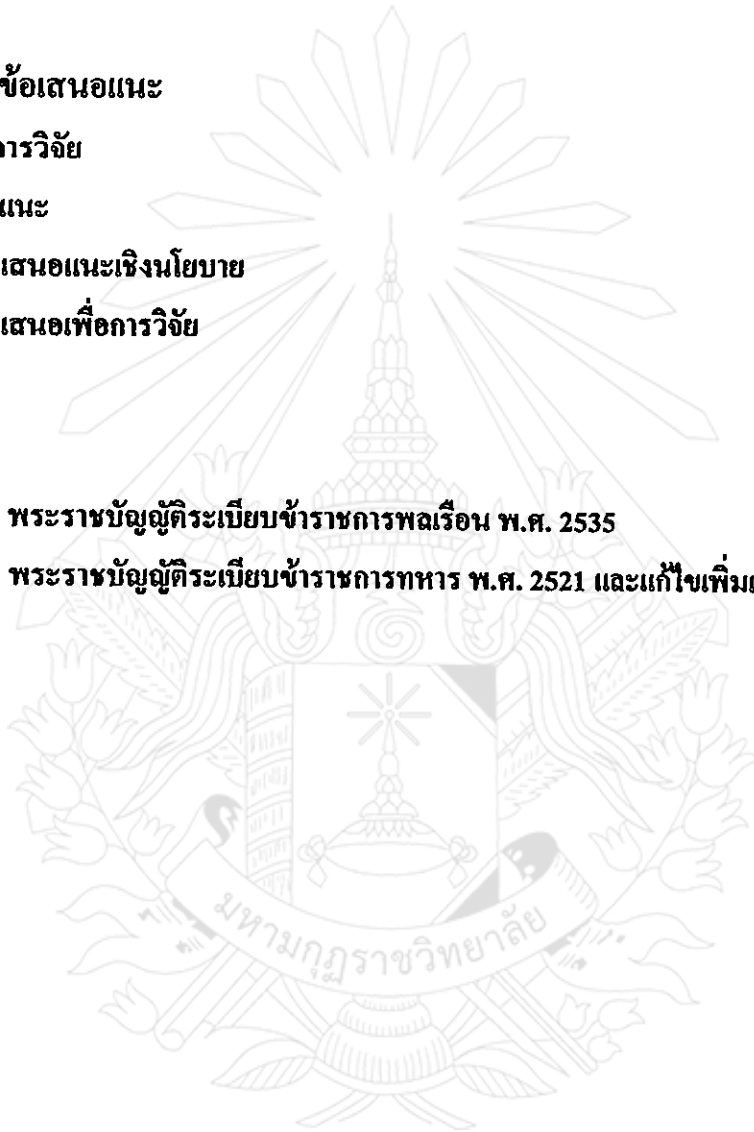 ข้อเสนอแนะ
การวิจัย
แนะ
เสนอแนะเชิงนโยบาย
เสนอเพื่อการวิจัย
พระราชบัญญัติระเบียบข้าราชการพลเรือน พ.ศ. 2535
พระราชบัญญัติระเบียบข้าราชการทหาร พ.ศ. 2521 และแก้ไขเพิ่มเ
มหามกุฏราชวิทยาลัย